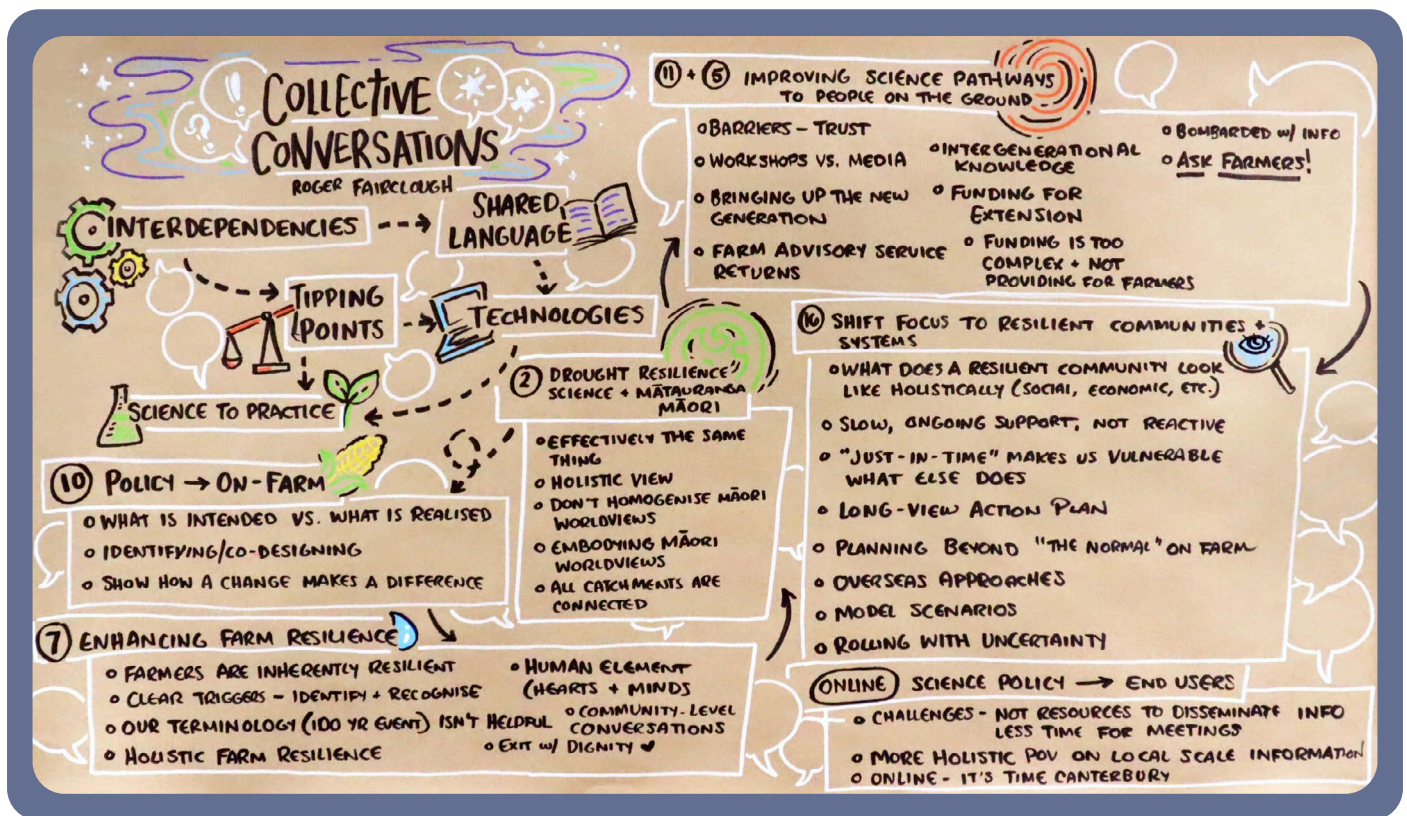 COLLECTIVE
CONVERSATIONS
ROGER FAIRCLOUGH
INTERDEPENDENCIES
SHARED
LANGUAGE
TIPPING
POINTS
TECHNOLOGIES
SCIENCE TO PRACTICE
10 POLICY → ON-FARM
o WHAT IS INTENDED VS. WHAT IS REALISED
o IDENTIFYING/CO-DESIGNING
o SHOW HOW A CHANGE MAKES A DIFFERENCE
2 DROUGHT RESILIENCE,
SCIENCE + MĀTAURANGA
MĀORI
o EFFECTIVELY THE SAME
THING
o HOLISTIC VIEW
o DON'T HOMOGENISE MĀORI
WORLDVIEWS
o EMBODYING MĀORI
WORLDVIEWS
o ALL CATCHMENTS ARE
CONNECTED
7 ENHANCING FARM RESILIENCE
o FARMERS ARE INHERENTLY RESILIENT
o CLEAR TRIGGERS - IDENTIFY + RECOGNISE
o OUR TERMINOLOGY (100 YR EVENT) ISN'T HELPFUL
o HOLISTIC FARM RESILIENCE
o HUMAN ELEMENT
(HEARTS + MINDS
o COMMUNITY-LEVEL
CONVERSATIONS
o EXIT W/ DIGNITY ♥
11 + 5 IMPROVING SCIENCE PATHWAYS
TO PEOPLE ON THE GROUND
o BARRIERS - TRUST
o WORKSHOPS VS. MEDIA
o BRINGING UP THE NEW
GENERATION
o FARM ADVISORY SERVICE
RETURNS
o INTERGENERATIONAL
KNOWLEDGE
o FUNDING FOR
EXTENSION
o FUNDING IS TOO
COMPLEX + NOT
PROVIDING FOR FARMERS
o BOMBARDED W/ INFO
o ASK FARMERS!
16 SHIFT FOCUS TO RESILIENT COMMUNITIES +
SYSTEMS
o WHAT DOES A RESILIENT COMMUNITY LOOK
LIKE HOLISTICALLY (SOCIAL, ECONOMIC, ETC.)
o SLOW, ONGOING SUPPORT, NOT REACTIVE
o "JUST-IN-TIME" MAKES US VULNERABLE
WHAT ELSE DOES
o LONG-VIEW ACTION PLAN
o PLANNING BEYOND "THE NORMAL" ON FARM
o OVERSEAS APPROACHES
o MODEL SCENARIOS
o ROLLING WITH UNCERTAINTY
ONLINE SCIENCE POLICY → END USERS
o CHALLENGES - NOT RESOURCES TO DISSEMINATE INFO
LESS TIME FOR MEETINGS
o MORE HOLISTIC POV ON LOCAL SCALE INFORMATION
o ONLINE - IT'S TIME CANTERBURY